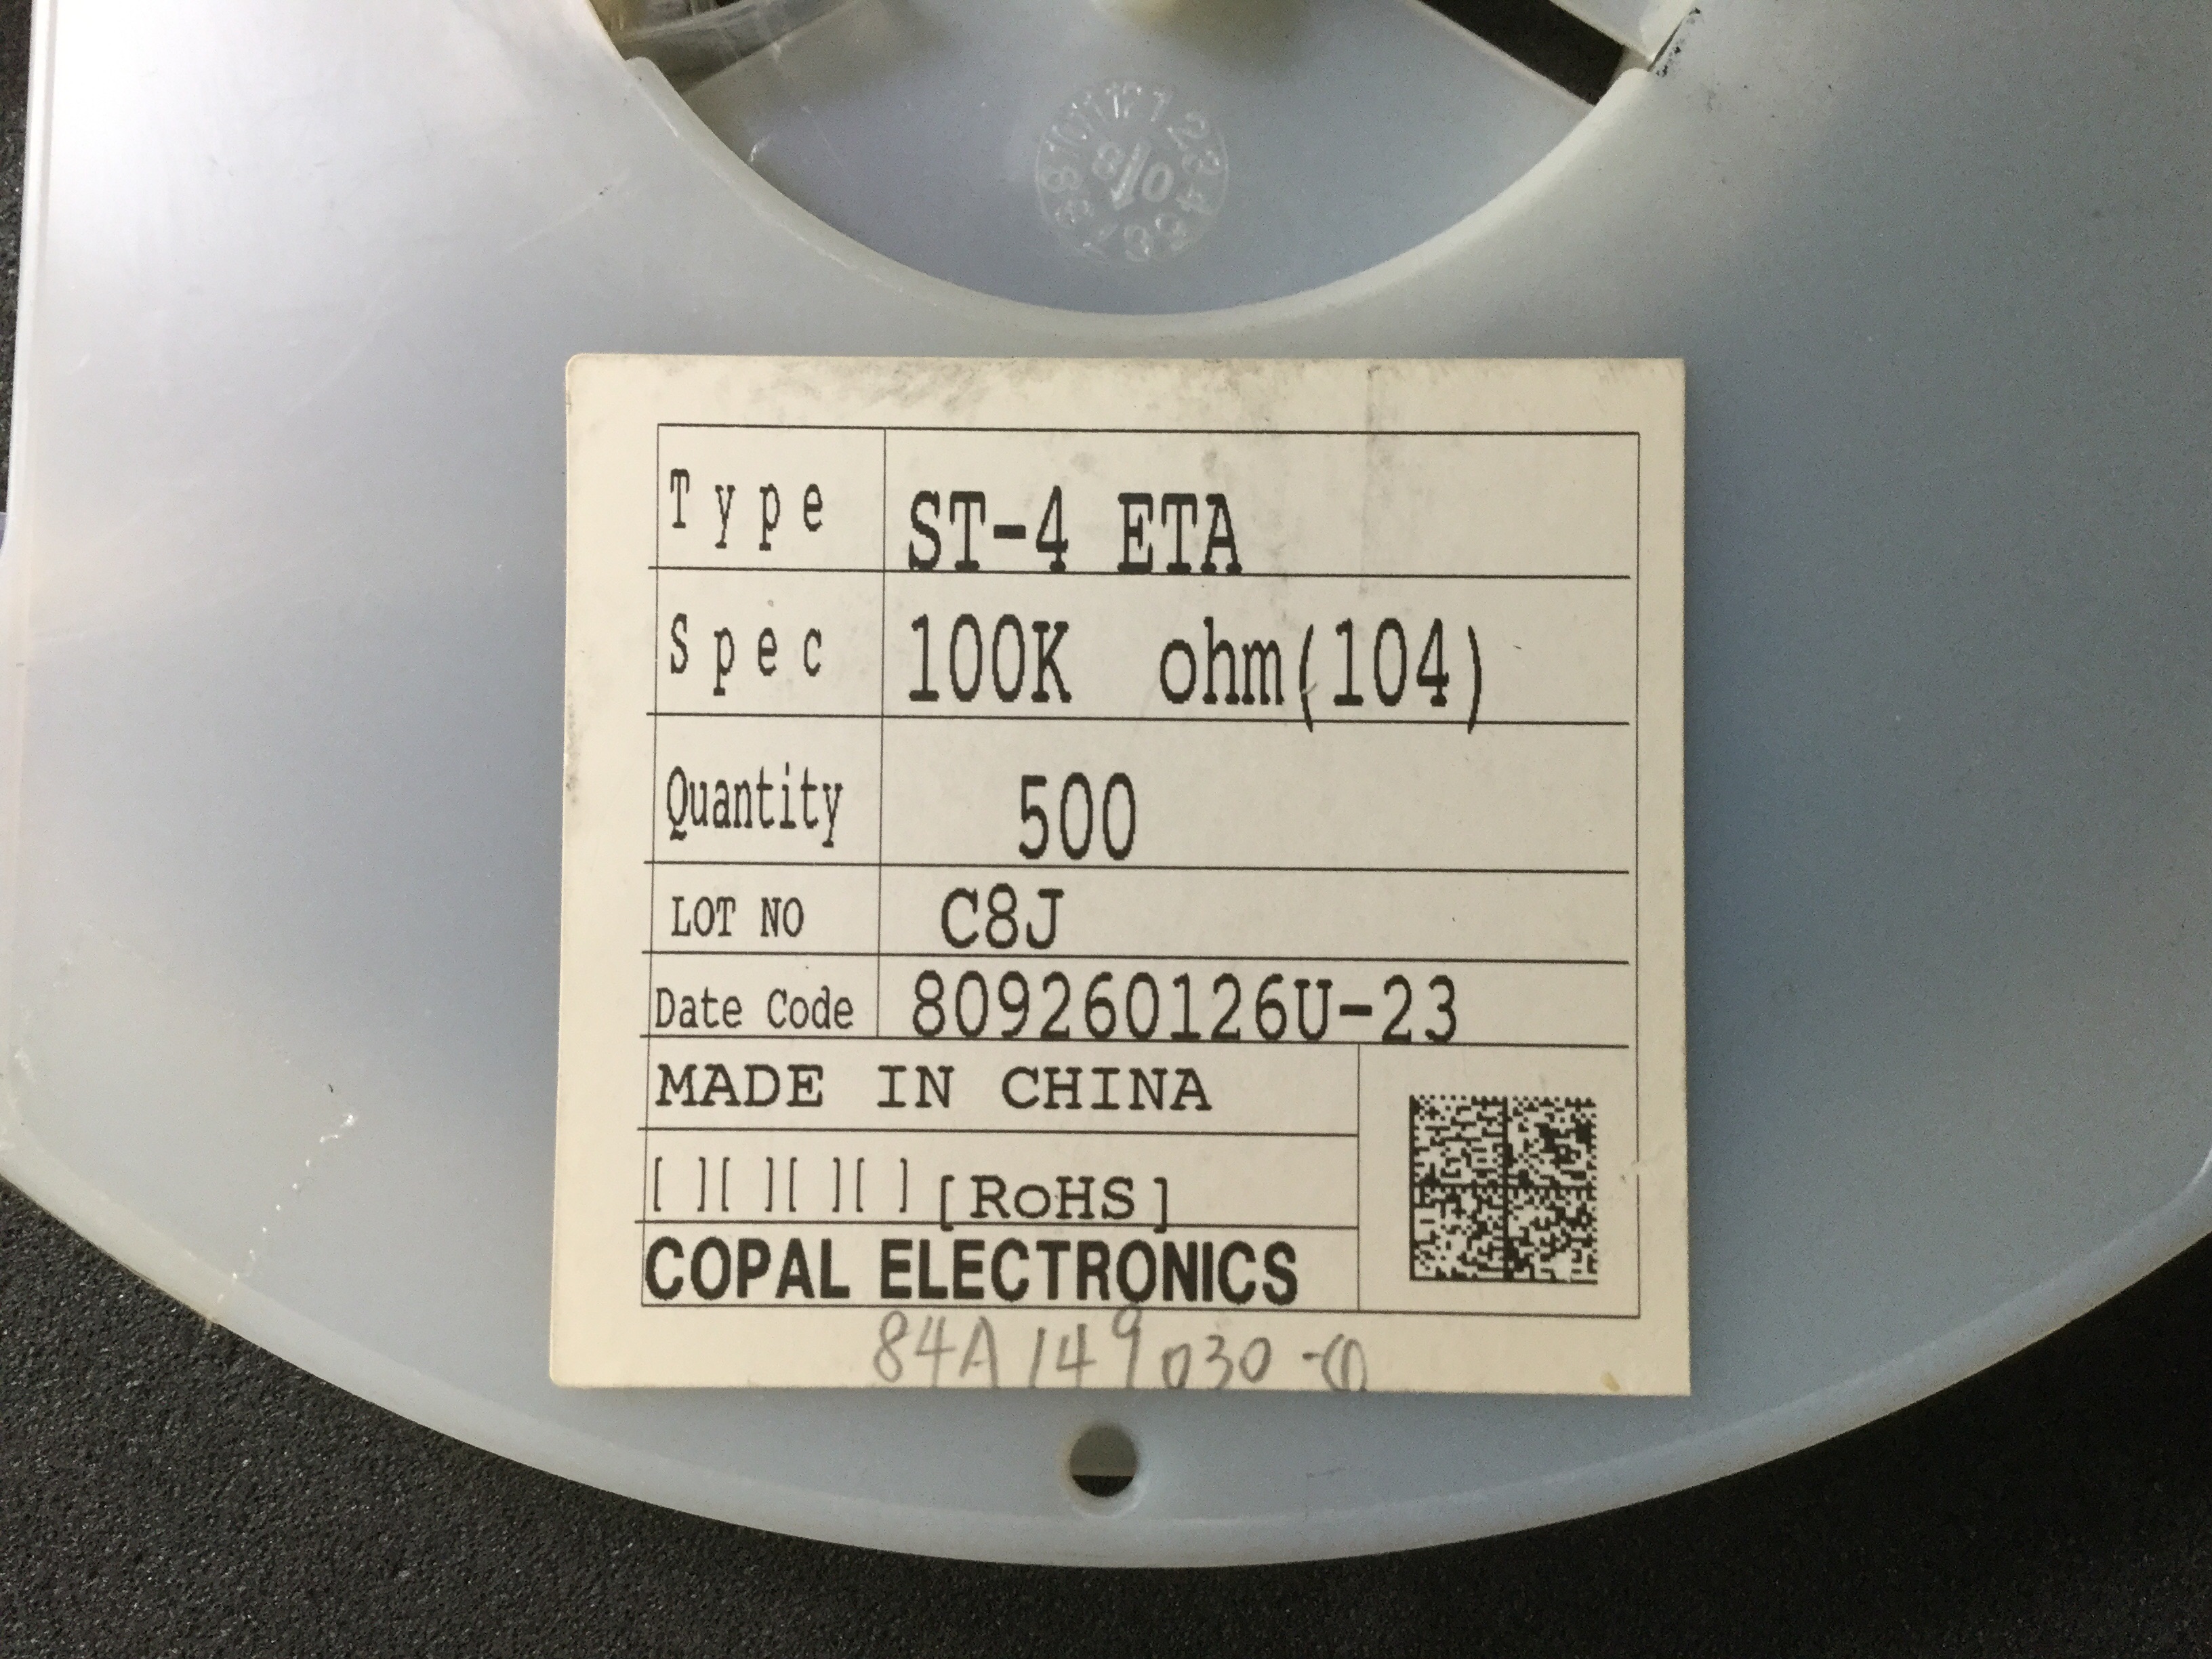 Type ST-4 ETA
Spec 100K ohm(104)
Quantity 500
LOT NO C8J
Date Code 809260126U-23
MADE IN CHINA
[ ][ ][ ][ ][RoHS]
COPAL ELECTRONICS
84A149030